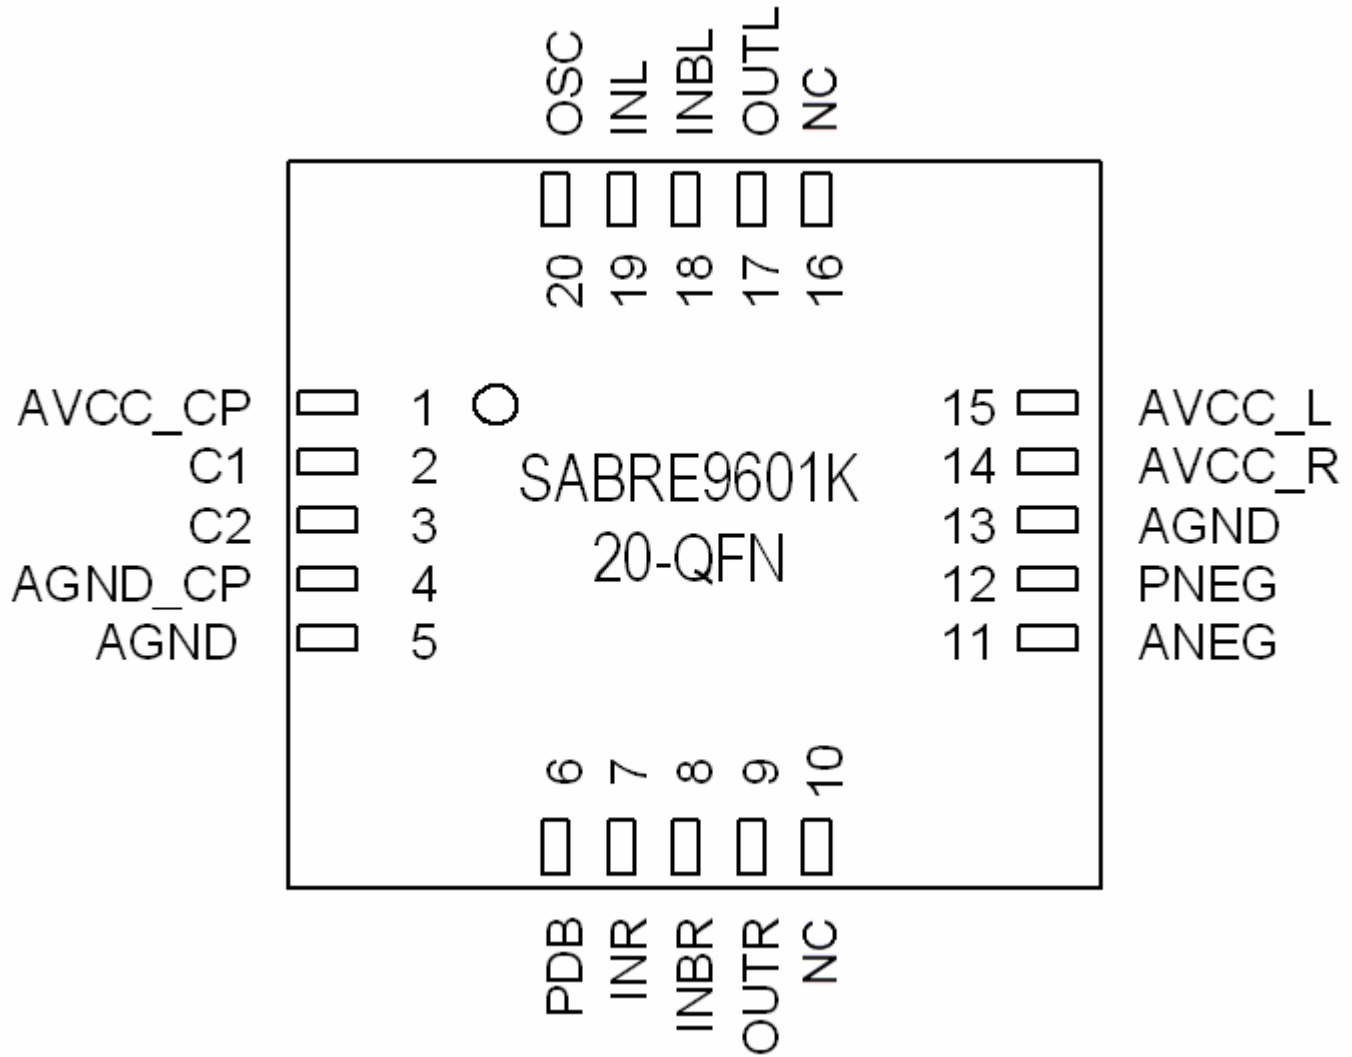 OSC INL INBL OUTL NC
20 19 18 17 16
AVCC_CP 1 15 AVCC_L
C1 2 14 AVCC_R
SABRE9601K
C2 3 13 AGND
20-QFN
AGND_CP 4 12 PNEG
AGND 5 11 ANEG
6 7 8 9 10
PDB INR INBR OUTR NC